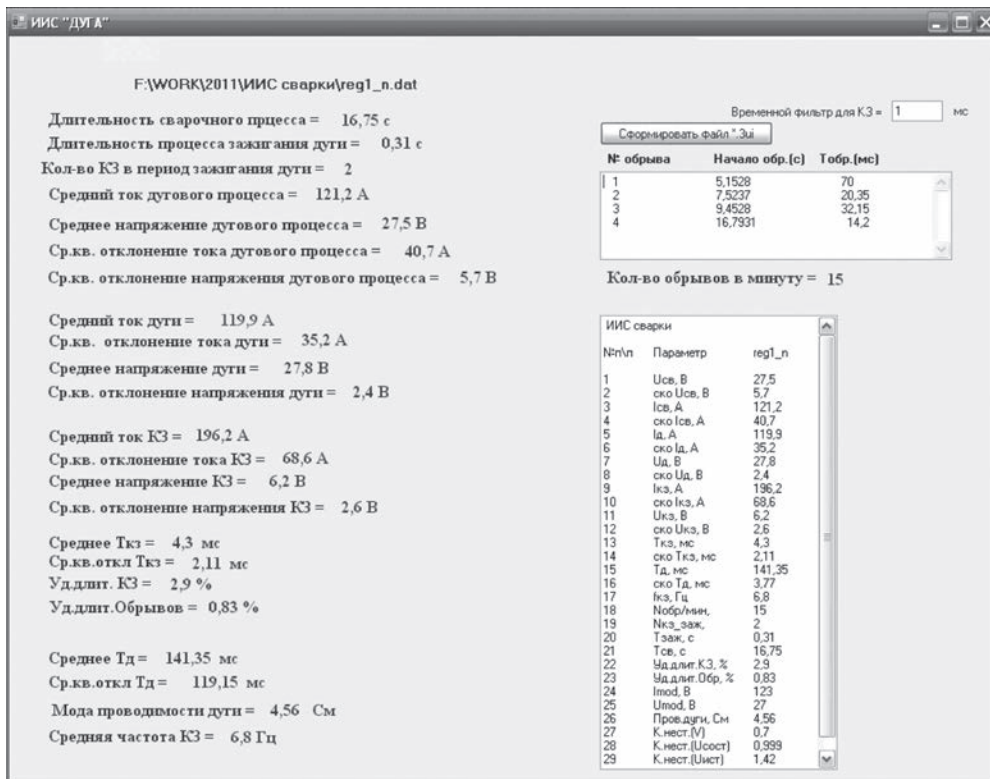 ИИС "ДУГА"
F:\WORK\2011\ИИС сварки\reg1_n.dat
Длительность сварочного прцесса = 16,75 с
Длительность процесса зажигания дуги = 0,31 с
Кол-во КЗ в период зажигания дуги = 2
Средний ток дугового процесса = 121,2 А
Среднее напряжение дугового процесса = 27,5 В
Ср.кв. отклонение тока дугового процесса = 40,7 А
Ср.кв. отклонение напряжения дугового процесса = 5,7 В
Средний ток дуги = 119,9 А
Ср.кв. отклонение тока дуги = 35,2 А
Среднее напряжение дуги = 27,8 В
Ср.кв. отклонение напряжения дуги = 2,4 В
Средний ток КЗ = 196,2 А
Ср.кв. отклонение тока КЗ = 68,6 А
Среднее напряжение КЗ = 6,2 В
Ср.кв. отклонение напряжения КЗ = 2,6 В
Среднее Ткз = 4,3 мс
Ср.кв.откл Ткз = 2,11 мс
Уд.длит. КЗ = 2,9 %
Уд.длит.Обрывов = 0,83 %
Среднее Тд = 141,35 мс
Ср.кв.откл Тд = 119,15 мс
Мода проводимости дуги = 4,56 См
Средняя частота КЗ = 6,8 Гц
Временной фильтр для КЗ = 1 мс
Сформировать файл *.3ui
№ обрыва Начало обр.(с) Тобр.(мс)
1 5,1528 70
2 7,5237 20,35
3 9,4528 32,15
4 16,7931 14,2
Кол-во обрывов в минуту = 15
ИИС сварки
№п\п Параметр reg1_n
1 Uсв, В 27,5
2 ско Uсв, В 5,7
3 Iсв, А 121,2
4 ско Iсв, А 40,7
5 Iд, А 119,9
6 ско Iд, А 35,2
7 Uд, В 27,8
8 ско Uд, В 2,4
9 Iкз, А 196,2
10 ско Iкз, А 68,6
11 Uкз, В 6,2
12 ско Uкз, В 2,6
13 Ткз, мс 4,3
14 ско Ткз, мс 2,11
15 Тд, мс 141,35
16 ско Тд, мс 3,77
17 fкз, Гц 6,8
18 Nобр/мин, 15
19 Nкз_заж, 2
20 Тзаж, с 0,31
21 Тсв, с 16,75
22 Уд.длит.КЗ, % 2,9
23 Уд.длит.Обр, % 0,83
24 Imod, В 123
25 Umod, В 27
26 Пров.дуги, См 4,56
27 К.нест.(V) 0,7
28 К.нест.(Uсост) 0,999
29 К.нест.(Uист) 1,42